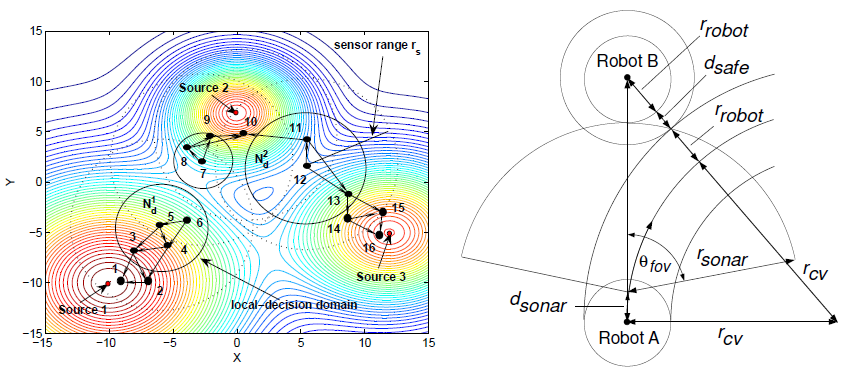 15
10
5
0
−5
−10
−15
−15
−10
−5
0
5
10
15
X
Y
sensor range r_s
Source 2
9
10
11
8
7
N_d^2
12
13
15
14
16
Source 3
N_d^1
5
6
3
4
1
2
Source 1
local−decision domain
r_robot
Robot B
d_safe
r_robot
θ_fov
r_sonar
r_cv
d_sonar
Robot A
r_cv